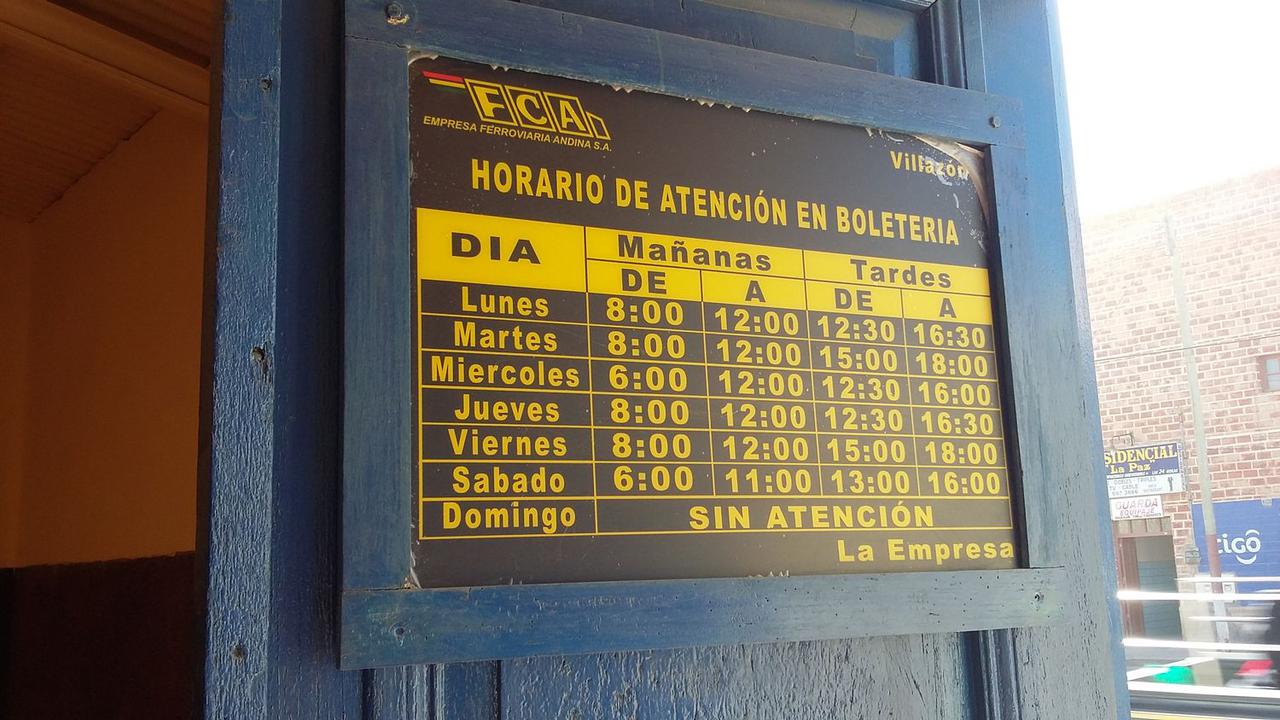 FCA
EMPRESA FERROVIARIA ANDINA S.A.
Villazón
HORARIO DE ATENCIÓN EN BOLETERIA
DIA Mañanas Tardes
DE A DE A
Lunes 8:00 12:00 12:30 16:30
Martes 8:00 12:00 15:00 18:00
Miercoles 6:00 12:00 12:30 16:00
Jueves 8:00 12:00 12:30 16:30
Viernes 8:00 12:00 15:00 18:00
Sabado 6:00 11:00 13:00 16:00
Domingo SIN ATENCIÓN
La Empresa
SIDENCIAL
La Paz
TV CABLE
GUARDA
EQUIPAJE
tigo